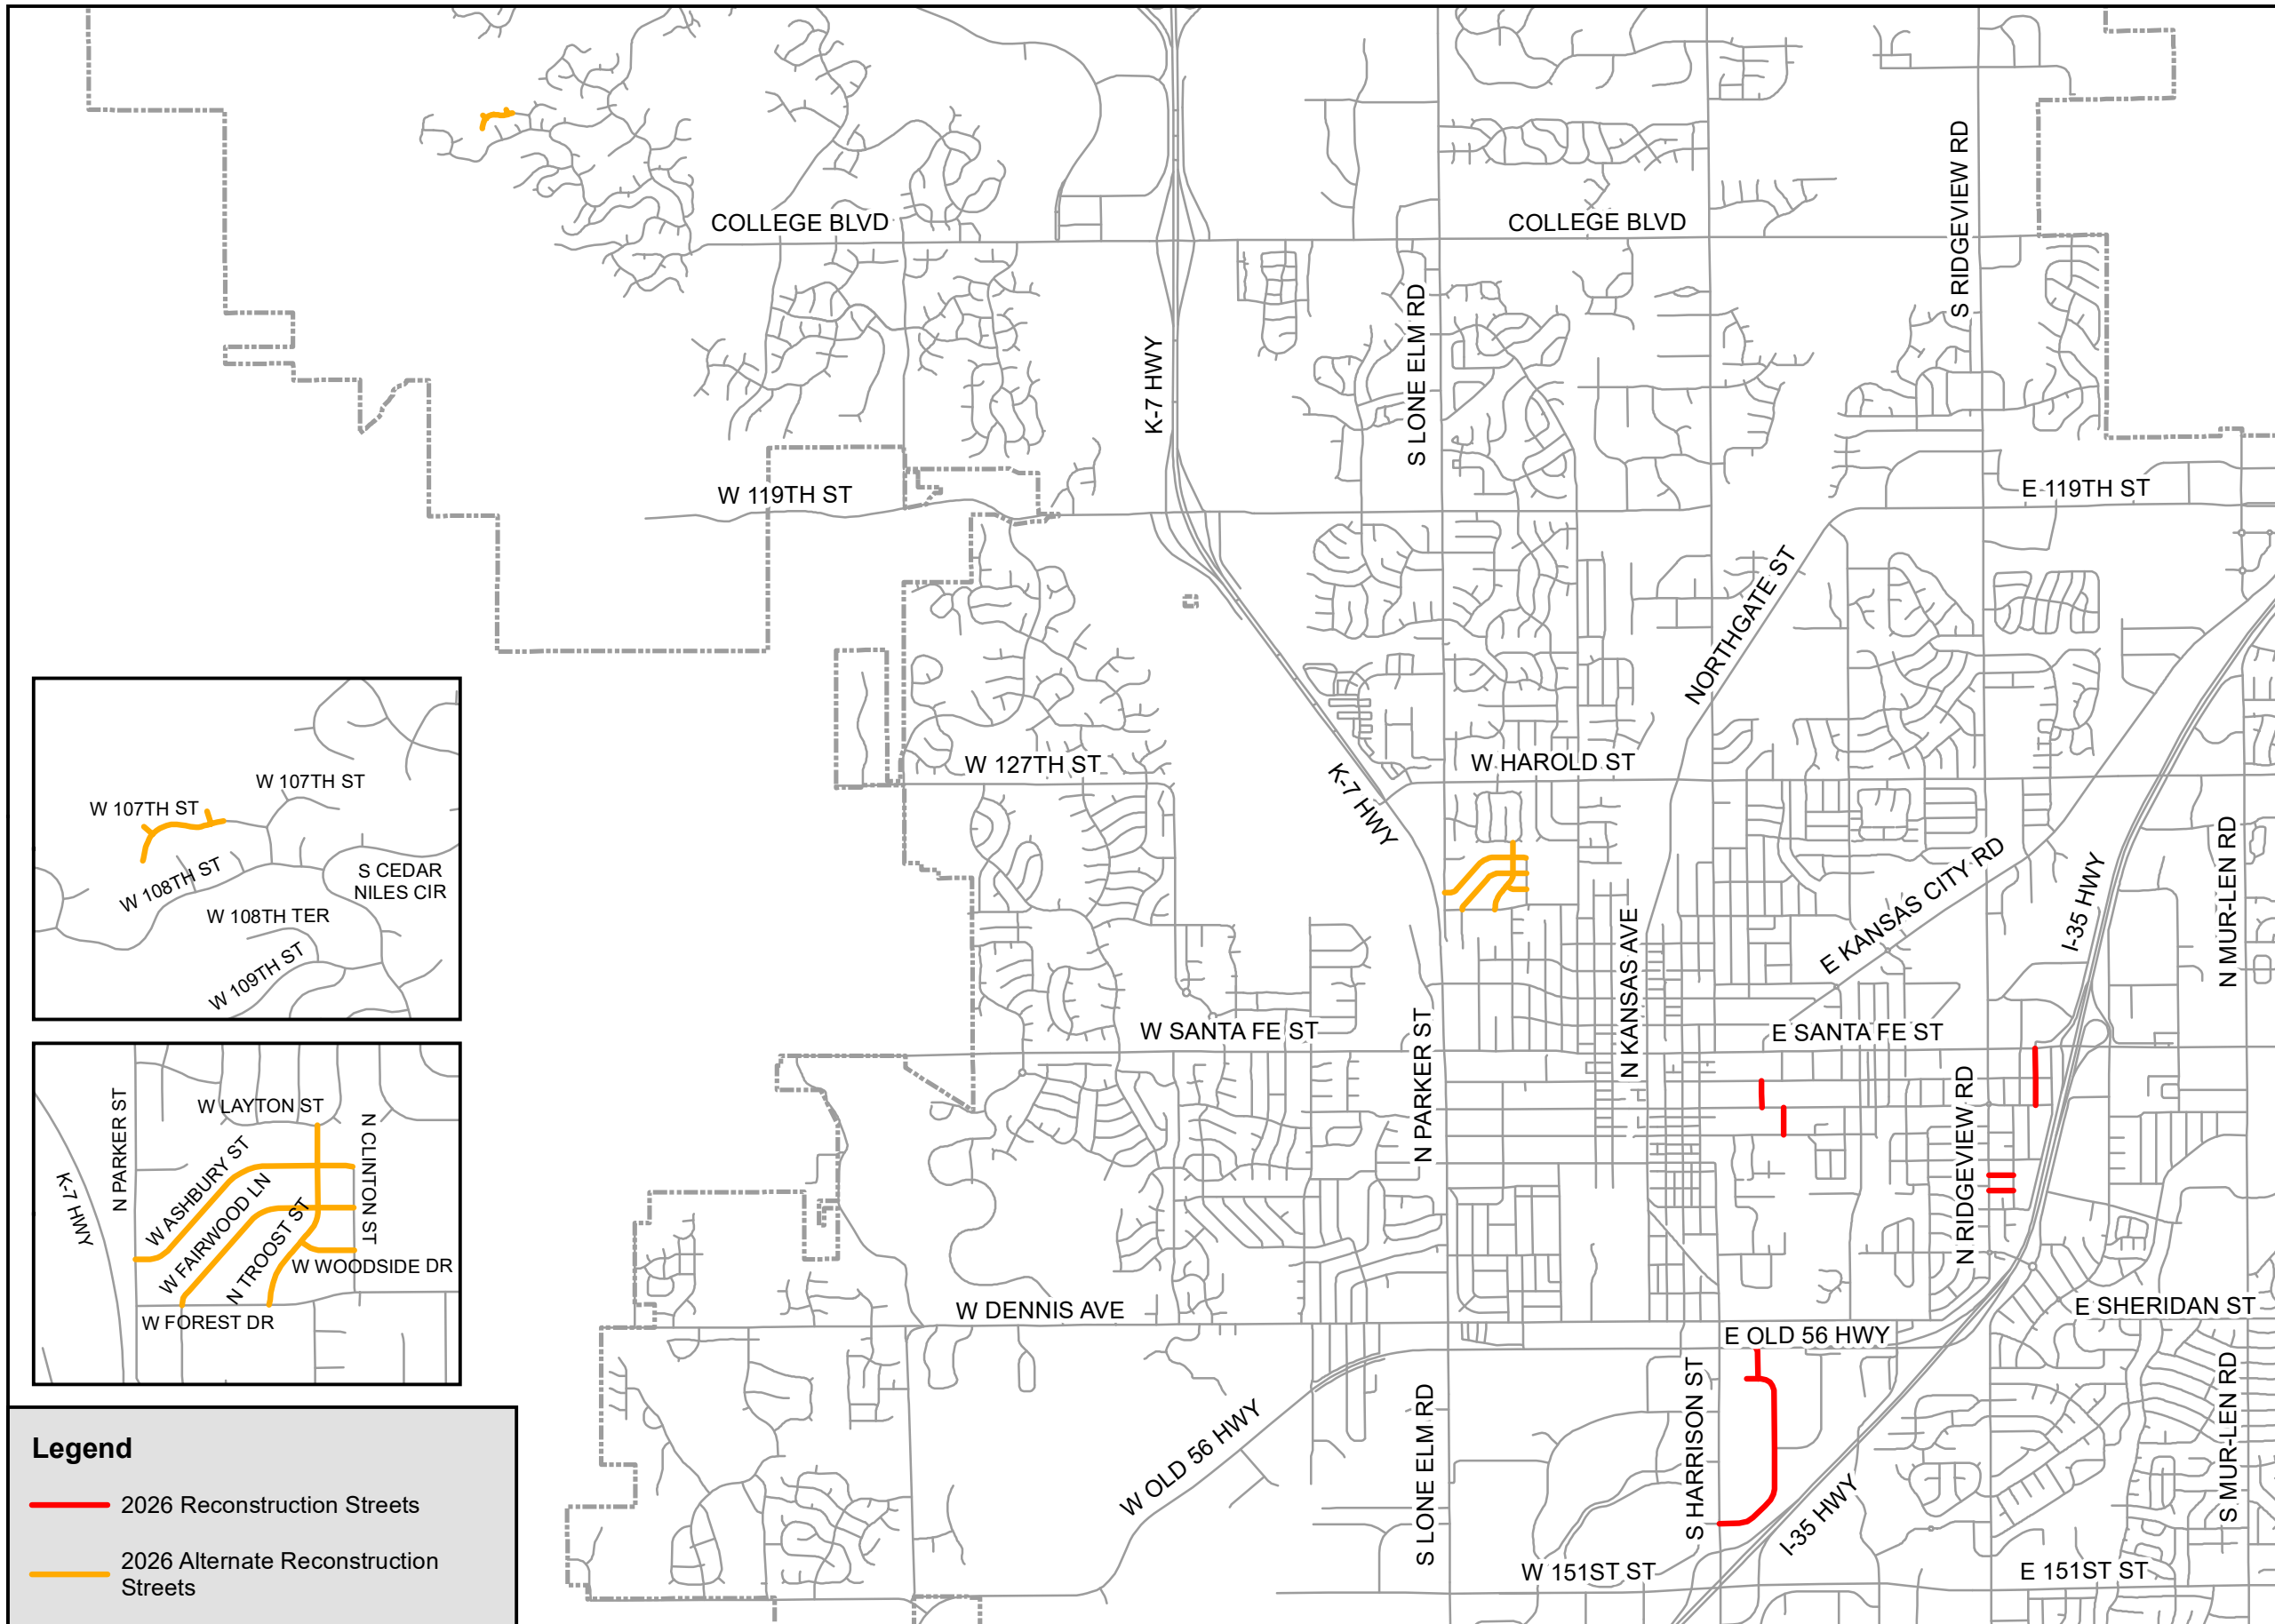 COLLEGE BLVD
COLLEGE BLVD
S RIDGEVIEW RD
S LONE ELM RD
K-7 HWY
W 119TH ST
E 119TH ST
NORTHGATE ST
W 127TH ST
W HAROLD ST
K-7 HWY
E KANSAS CITY RD
I-35 HWY
N MUR-LEN RD
N KANSAS AVE
W SANTA FE ST
E SANTA FE ST
N PARKER ST
N RIDGEVIEW RD
W DENNIS AVE
E SHERIDAN ST
E OLD 56 HWY
W OLD 56 HWY
S LONE ELM RD
S HARRISON ST
I-35 HWY
S MUR-LEN RD
W 151ST ST
E 151ST ST
W 107TH ST
W 107TH ST
W 108TH ST
S CEDAR
NILES CIR
W 108TH TER
W 109TH ST
N PARKER ST
W LAYTON ST
N CLINTON ST
K-7 HWY
W ASHBURY ST
W FAIRWOOD LN
N TROOST ST
W WOODSIDE DR
W FOREST DR
Legend
2026 Reconstruction Streets
2026 Alternate Reconstruction
Streets